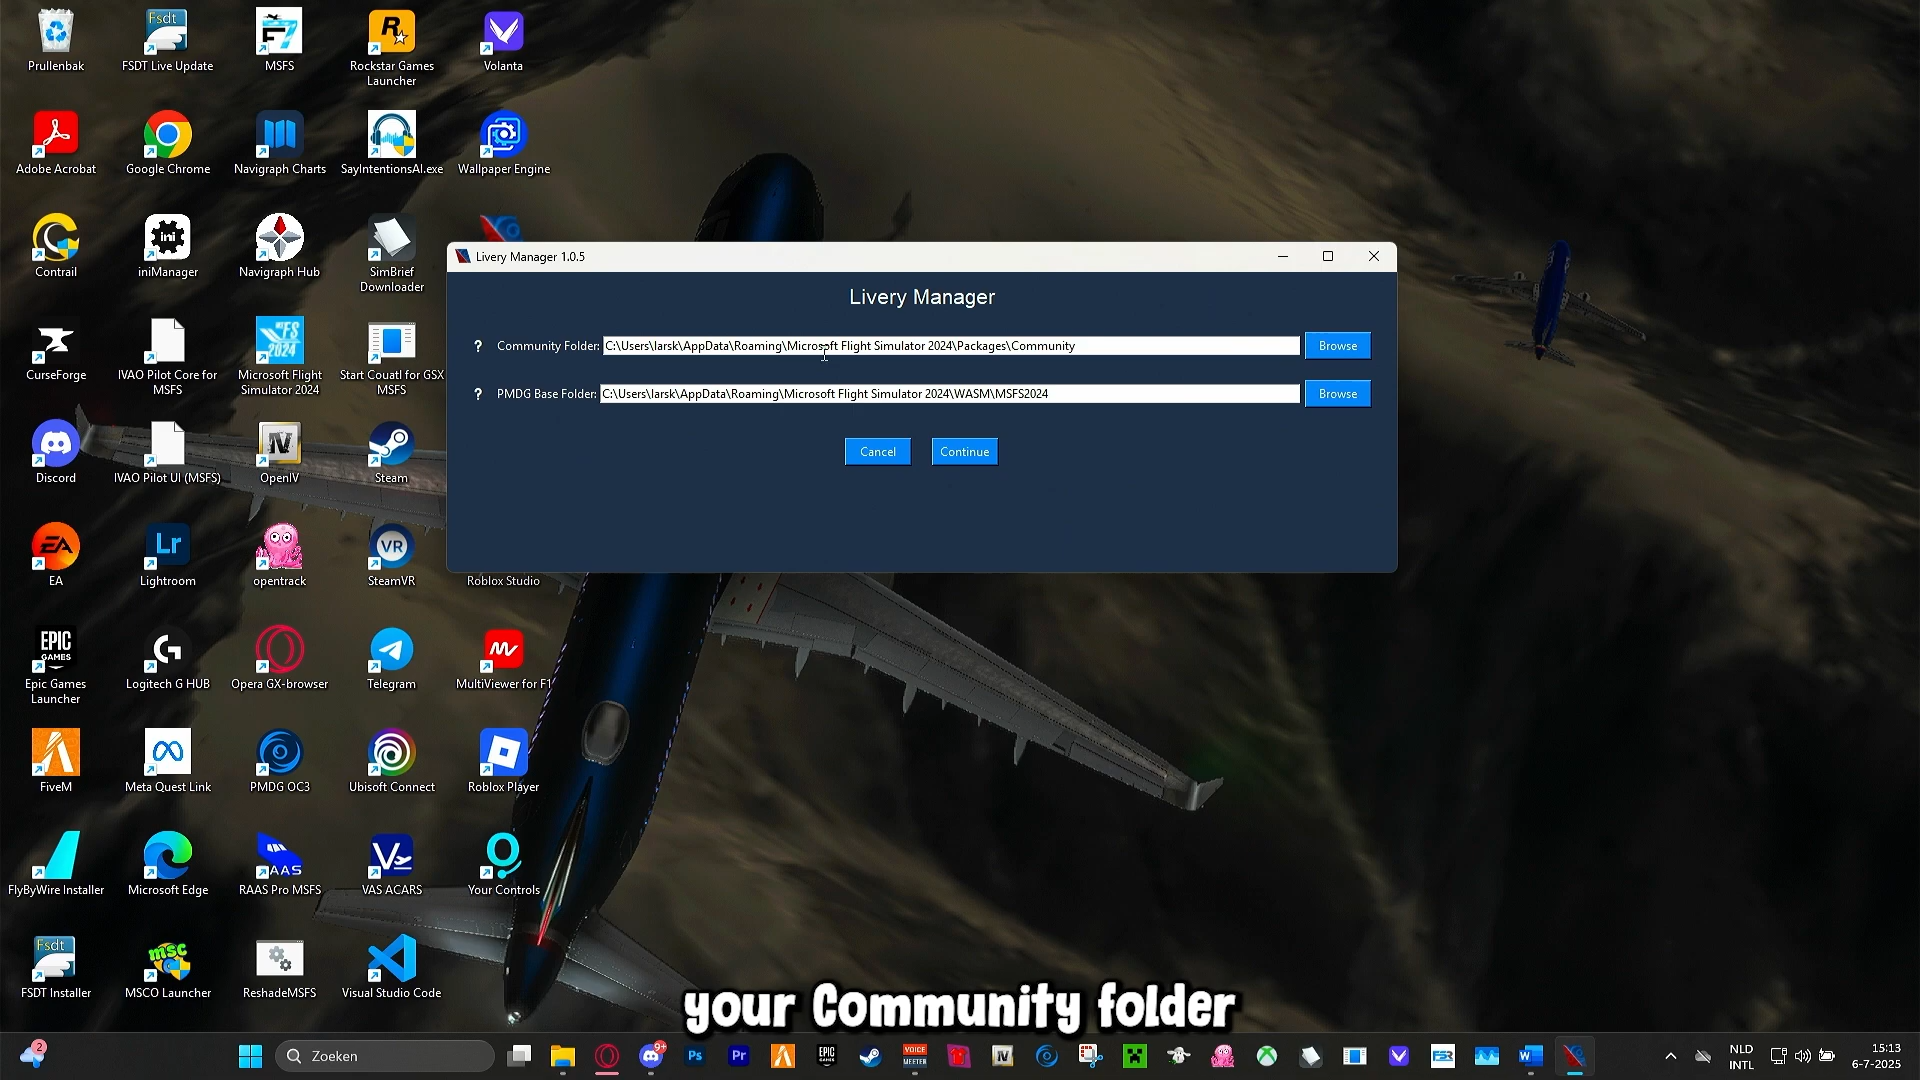 Prullenbak
FSDT Live Update
MSFS
Rockstar Games
Launcher
Volanta
Adobe Acrobat
Google Chrome
Navigraph Charts
SayIntentionsAI.exe
Wallpaper Engine
Contrail
iniManager
Navigraph Hub
SimBrief
Downloader
CurseForge
IVAO Pilot Core for
MSFS
Microsoft Flight
Simulator 2024
Start Couatl for GSX
MSFS
Discord
IVAO Pilot UI (MSFS)
OpenIV
Steam
EA
Lightroom
opentrack
SteamVR
Roblox Studio
Epic Games
Launcher
Logitech G HUB
Opera GX-browser
Telegram
MultiViewer for F1
FiveM
Meta Quest Link
PMDG OC3
Ubisoft Connect
Roblox Player
FlyByWire Installer
Microsoft Edge
RAAS Pro MSFS
VAS ACARS
Your Controls
FSDT Installer
MSCO Launcher
ReshadeMSFS
Visual Studio Code
Livery Manager 1.0.5
Livery Manager
? Community Folder: C:\Users\larsk\AppData\Roaming\Microsoft Flight Simulator 2024\Packages\Community Browse
? PMDG Base Folder: C:\Users\larsk\AppData\Roaming\Microsoft Flight Simulator 2024\WASM\MSFS2024 Browse
Cancel Continue
your Community folder
2
Zoeken
9+
NLD
INTL
15:13
6-7-2025